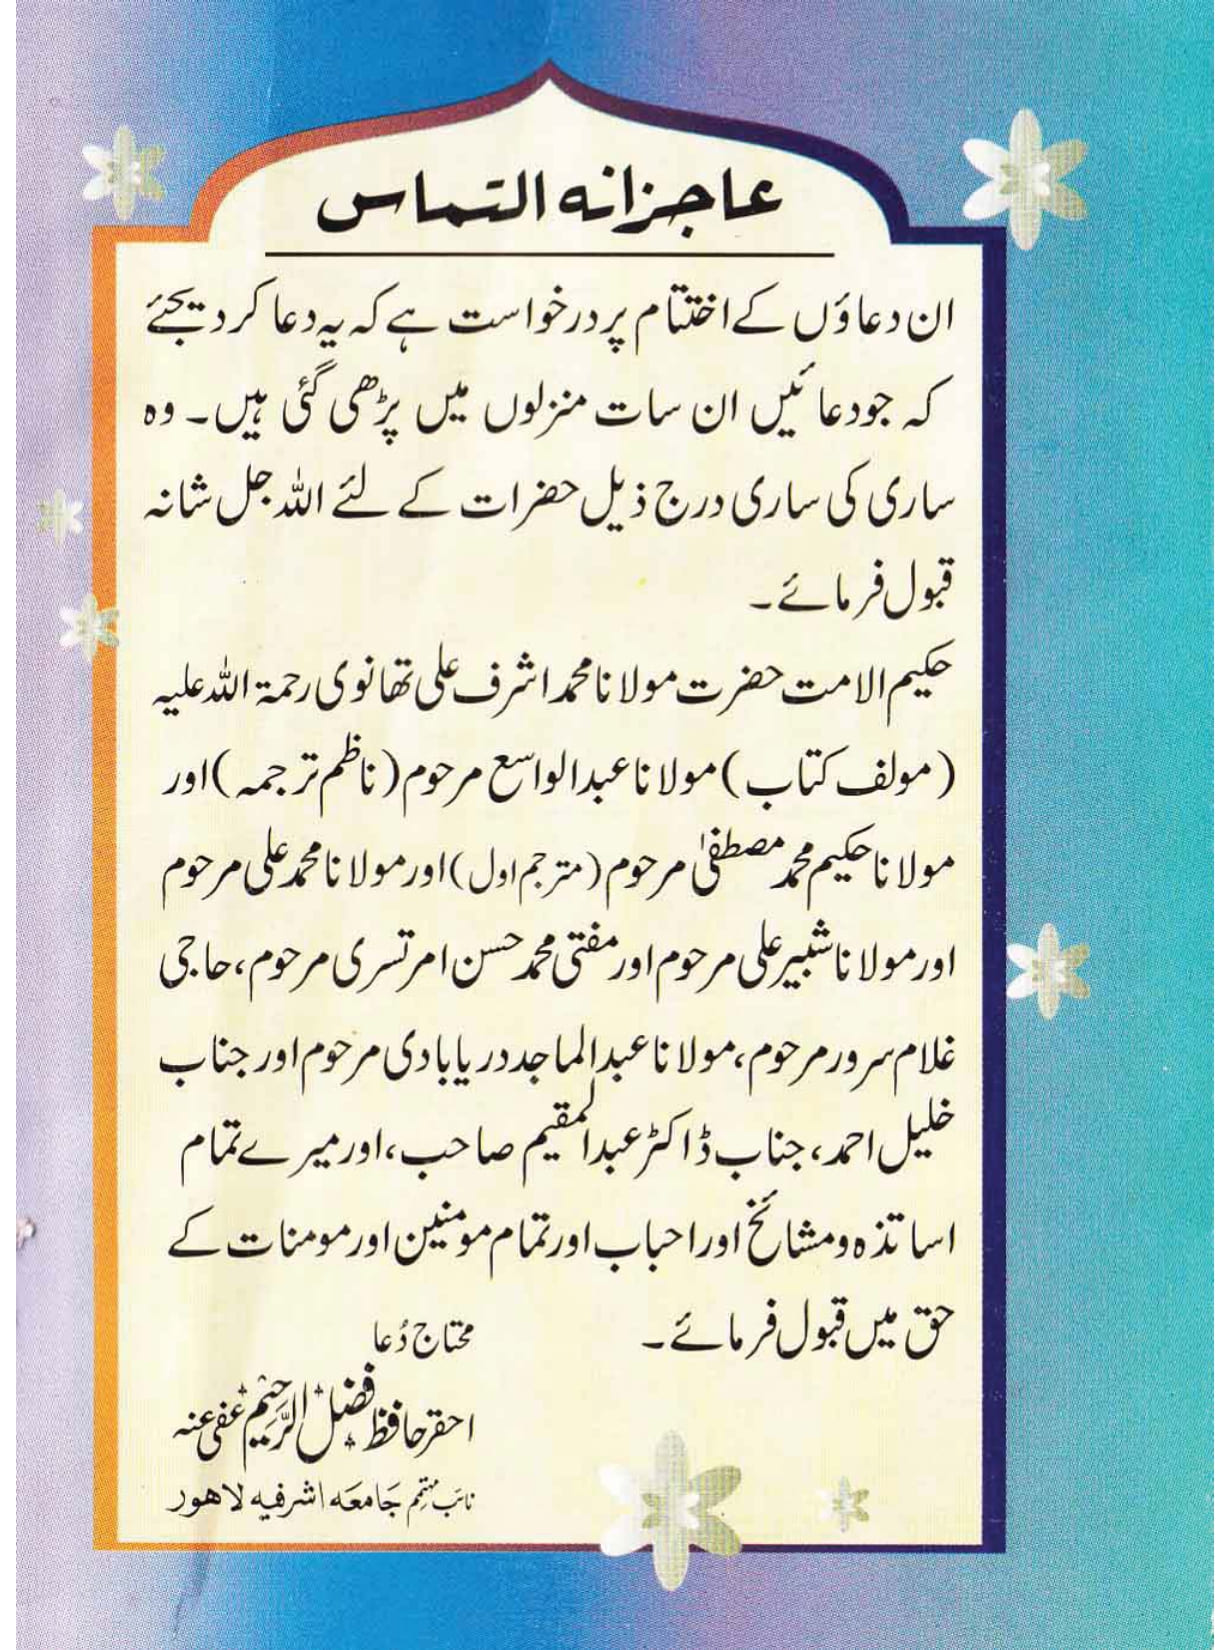 عاجزانہ التماس
ان دعاؤں کے اختتام پر درخواست ہے کہ یہ دعا کر دیجئے
کہ جو دعائیں ان سات منزلوں میں پڑھی گئی ہیں۔ وہ
ساری کی ساری درج ذیل حضرات کے لئے اللہ جل شانہ
قبول فرمائے۔
حکیم الامت حضرت مولانا محمد اشرف علی تھانوی رحمۃ اللہ علیہ
(مولف کتاب) مولانا عبدالواسع مرحوم (ناظم ترجمہ) اور
مولانا حکیم محمد مصطفیٰ مرحوم (مترجم اول) اور مولانا محمد علی مرحوم
اور مولانا شبیر علی مرحوم اور مفتی محمد حسن امرتسری مرحوم، حاجی
غلام سرور مرحوم، مولانا عبدالماجد دریابادی مرحوم اور جناب
خلیل احمد، جناب ڈاکٹر عبدالمقیم صاحب، اور میرے تمام
اساتذہ و مشائخ اور احباب اور تمام مومنین اور مومنات کے
حق میں قبول فرمائے۔
محتاج دُعا
احقر حافظ فضل الرَّحِیم عفی عنہ
نائب مہتمم جَامعَہ اشرفیہ لاھور